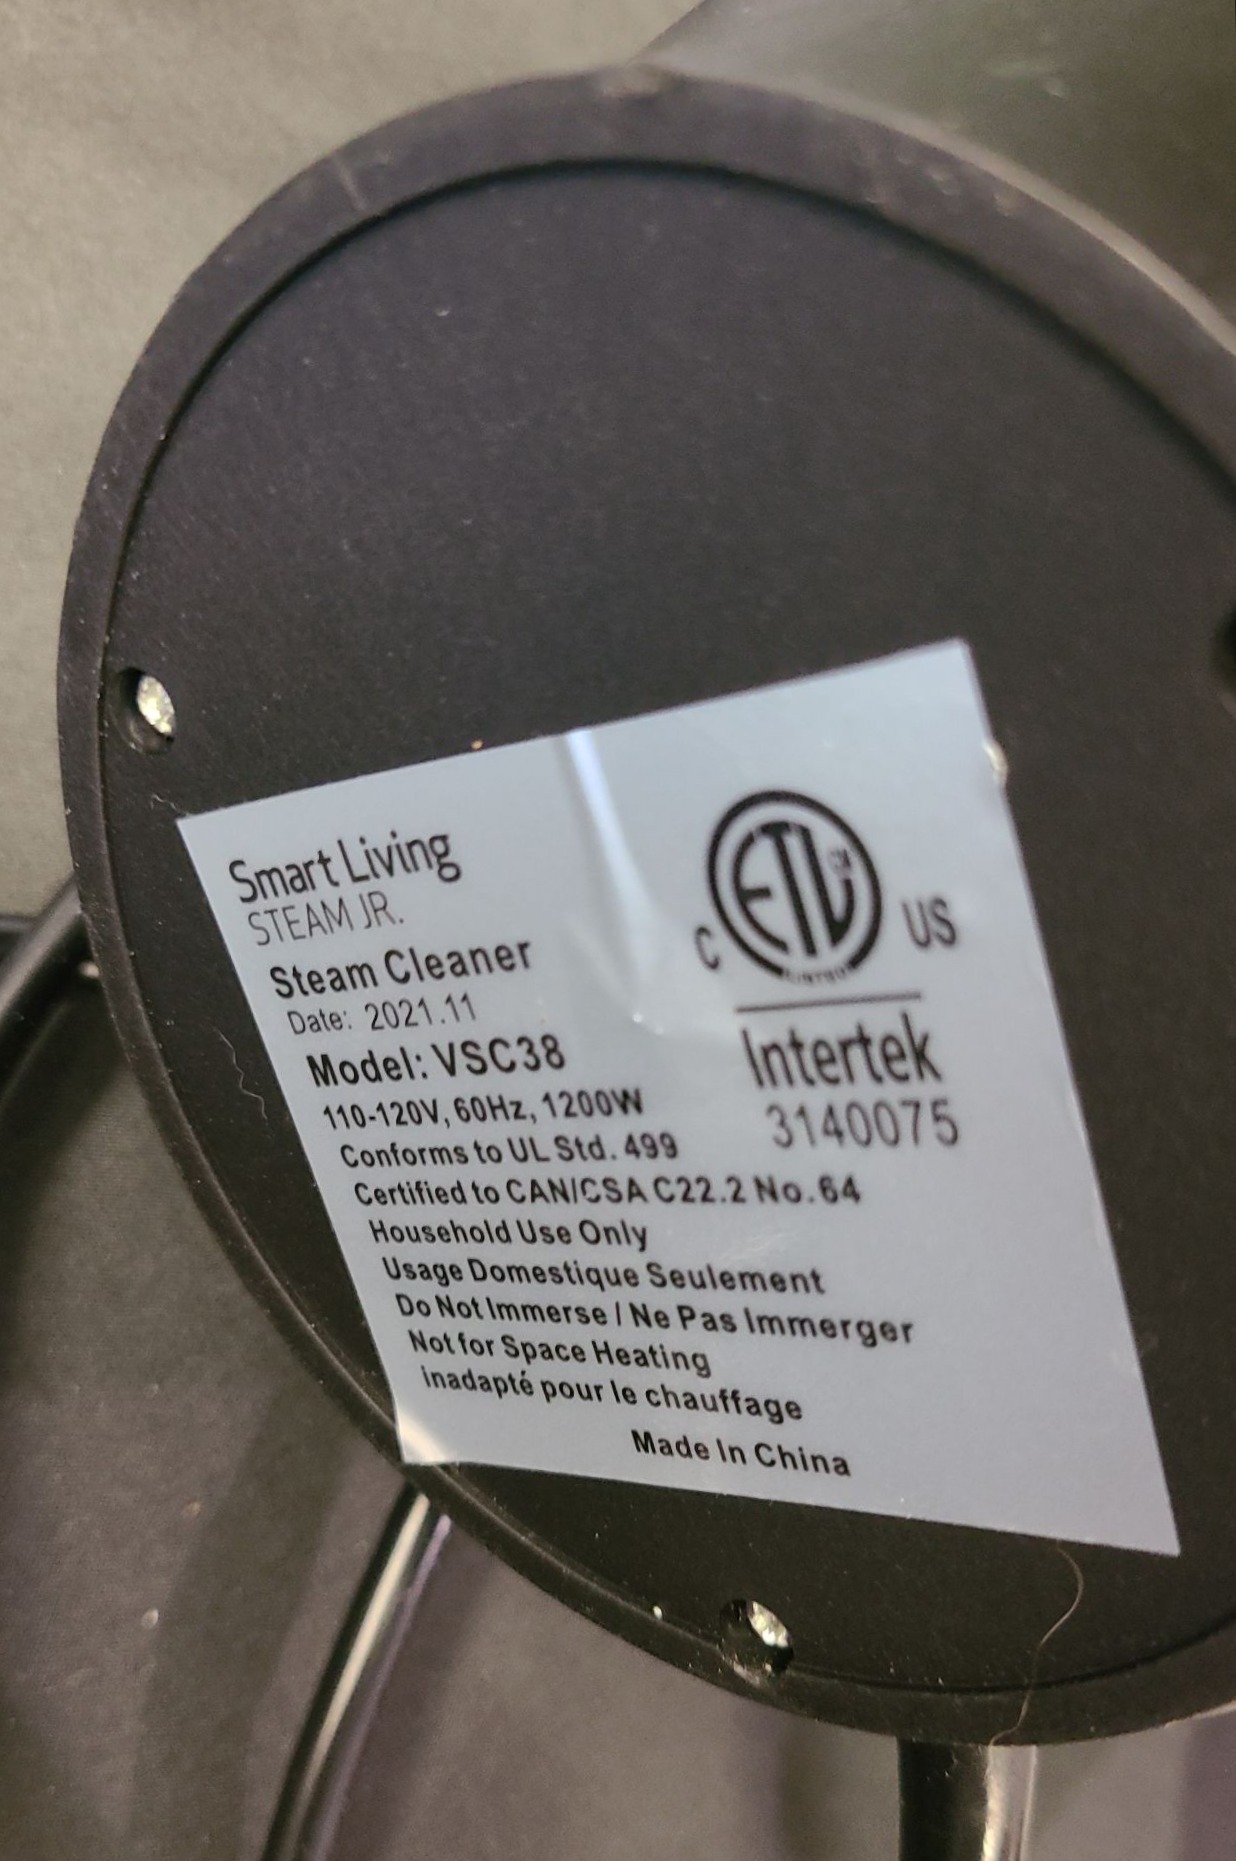 Smart Living
STEAM JR.
Steam Cleaner
Date: 2021.11
Model: VSC38
110-120V, 60Hz, 1200W
Conforms to UL Std. 499
Certified to CAN/CSA C22.2 No.64
Household Use Only
Usage Domestique Seulement
Do Not Immerse / Ne Pas Immerger
Not for Space Heating
inadapté pour le chauffage
Made In China
ETL
C US
Intertek
3140075